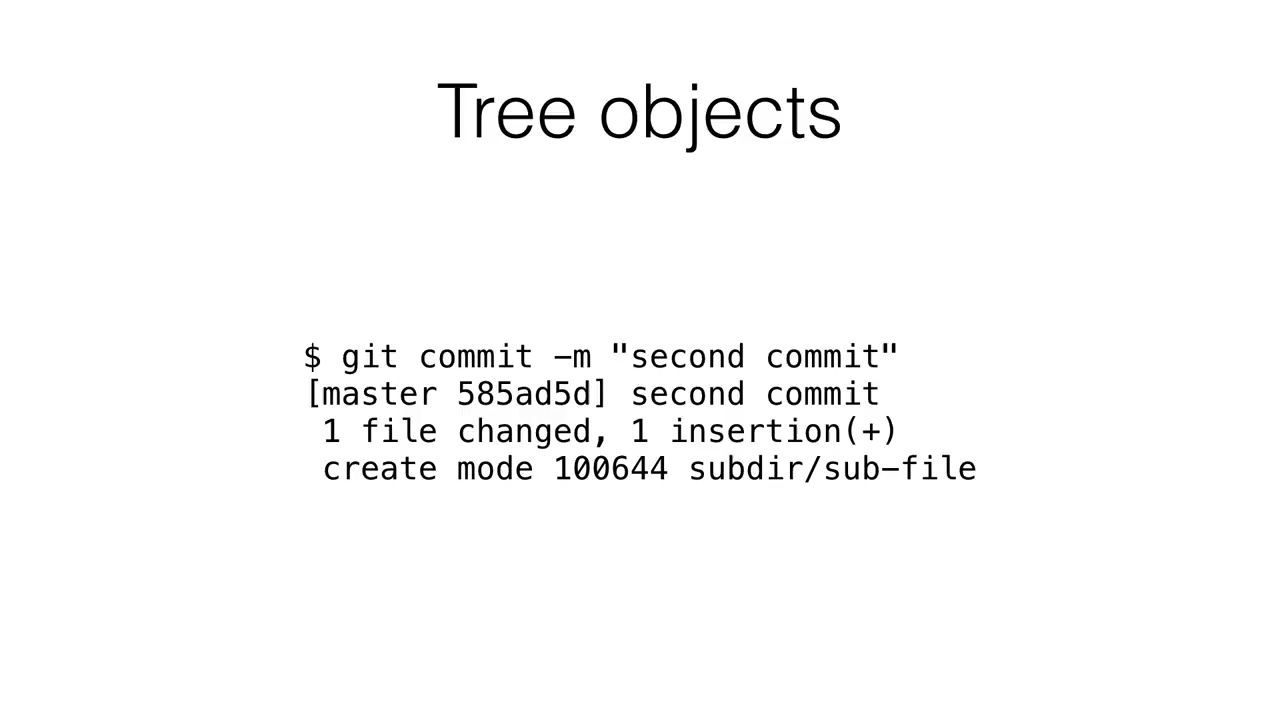 Tree objects
$ git commit -m "second commit"
[master 585ad5d] second commit
 1 file changed, 1 insertion(+)
 create mode 100644 subdir/sub-file